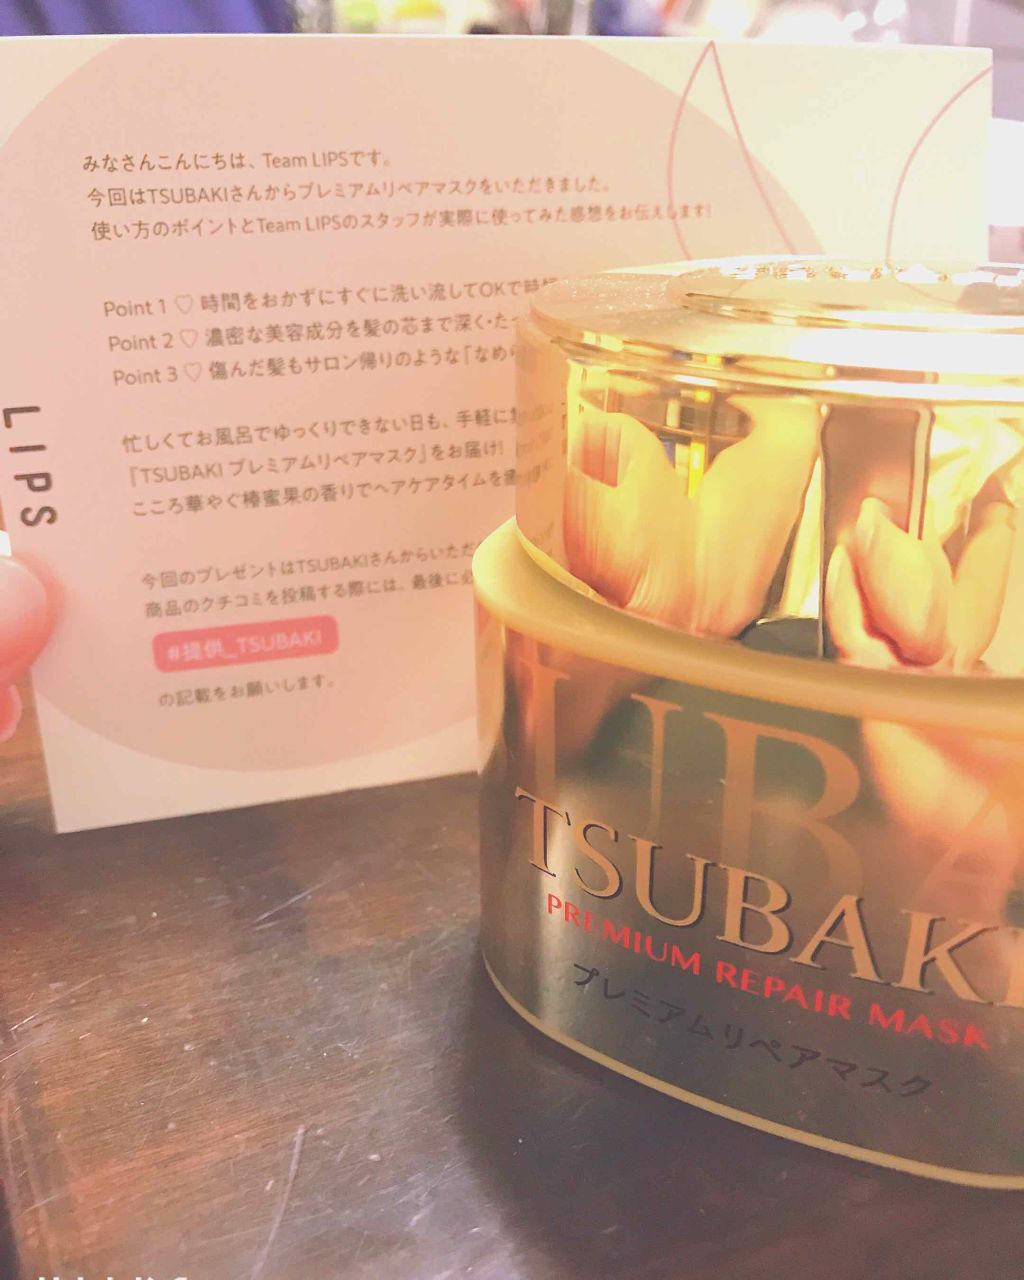 みなさんこんにちは、Team LIPSです。
今回はTSUBAKIさんからプレミアムリペアマスクをいただきました。
使い方のポイントとTeam LIPSのスタッフが実際に使ってみた感想をお伝えします!
Point 1 ♡ 時間をおかずにすぐに洗い流してOKで時
Point 2 ♡ 濃密な美容成分を髪の芯まで深く・たっ
Point 3 ♡ 傷んだ髪もサロン帰りのような「なめら
忙しくてお風呂でゆっくりできない日も、手軽に
『TSUBAKI プレミアムリペアマスク』をお届け!
こころ華やぐ椿蜜果の香りでヘアケアタイムを
今回のプレゼントはTSUBAKIさんからいただ
商品のクチコミを投稿する際には、最後に必
#提供_TSUBAKI
の記載をお願いします。
LIPS
UBA
TSUBAKI
PREMIUM REPAIR MASK
プレミアムリペアマスク